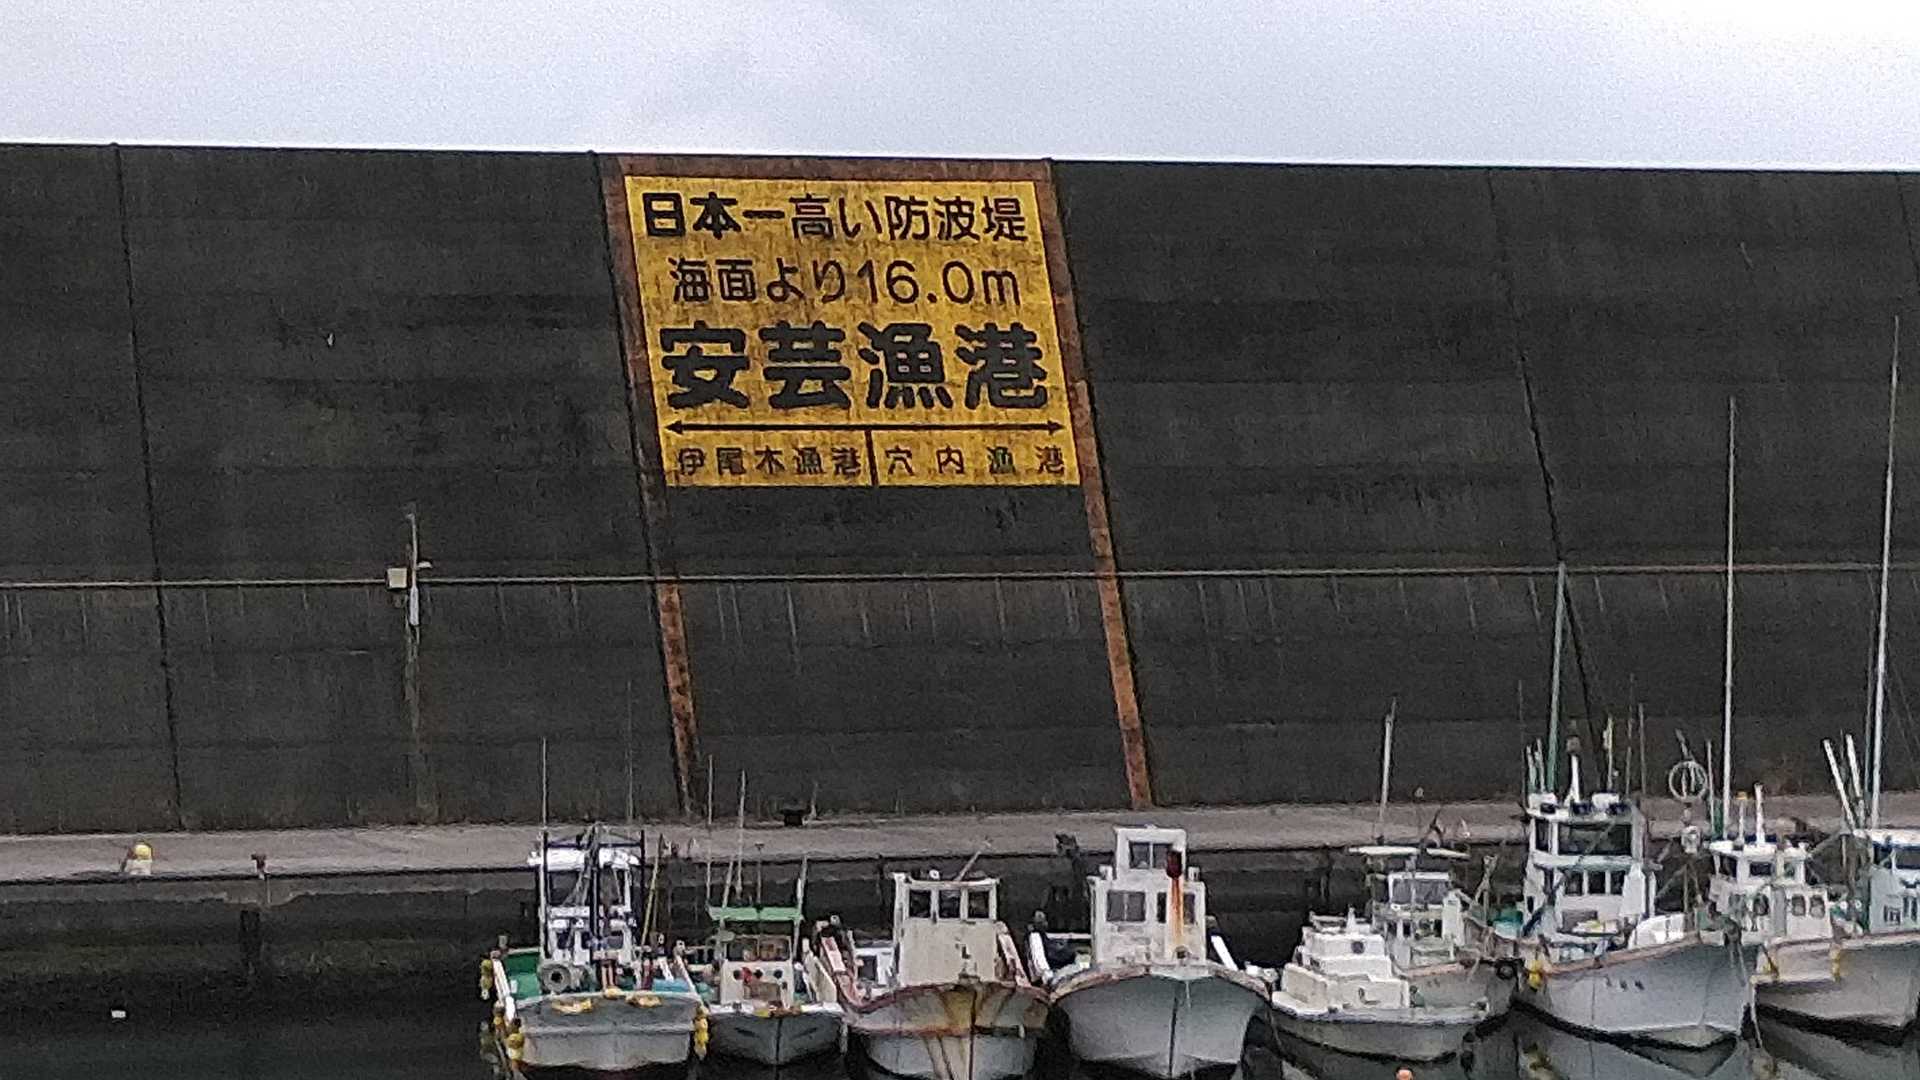 日本一高い防波堤
海面より16.0m
安芸漁港
伊尾木漁港 穴内漁港